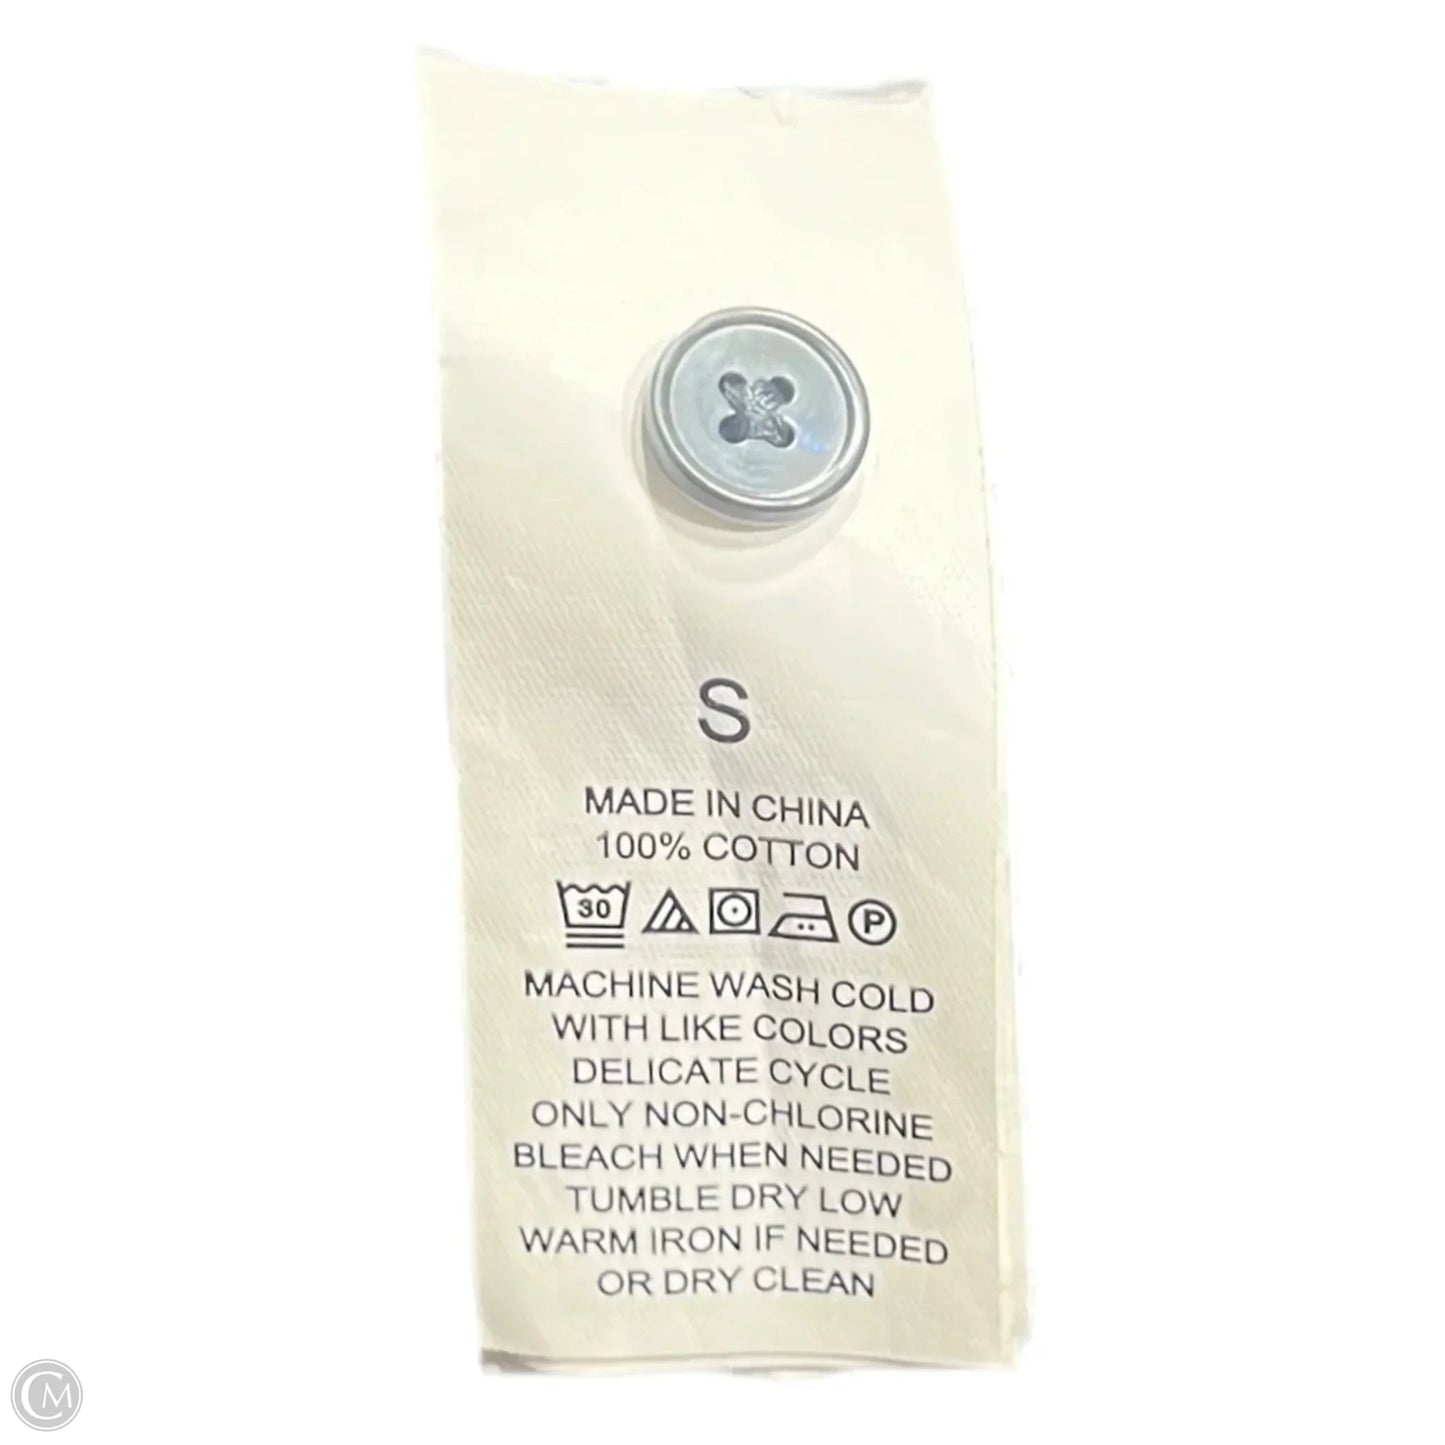 S
MADE IN CHINA
100% COTTON
30 P
MACHINE WASH COLD
WITH LIKE COLORS
DELICATE CYCLE
ONLY NON-CHLORINE
BLEACH WHEN NEEDED
TUMBLE DRY LOW
WARM IRON IF NEEDED
OR DRY CLEAN
CM